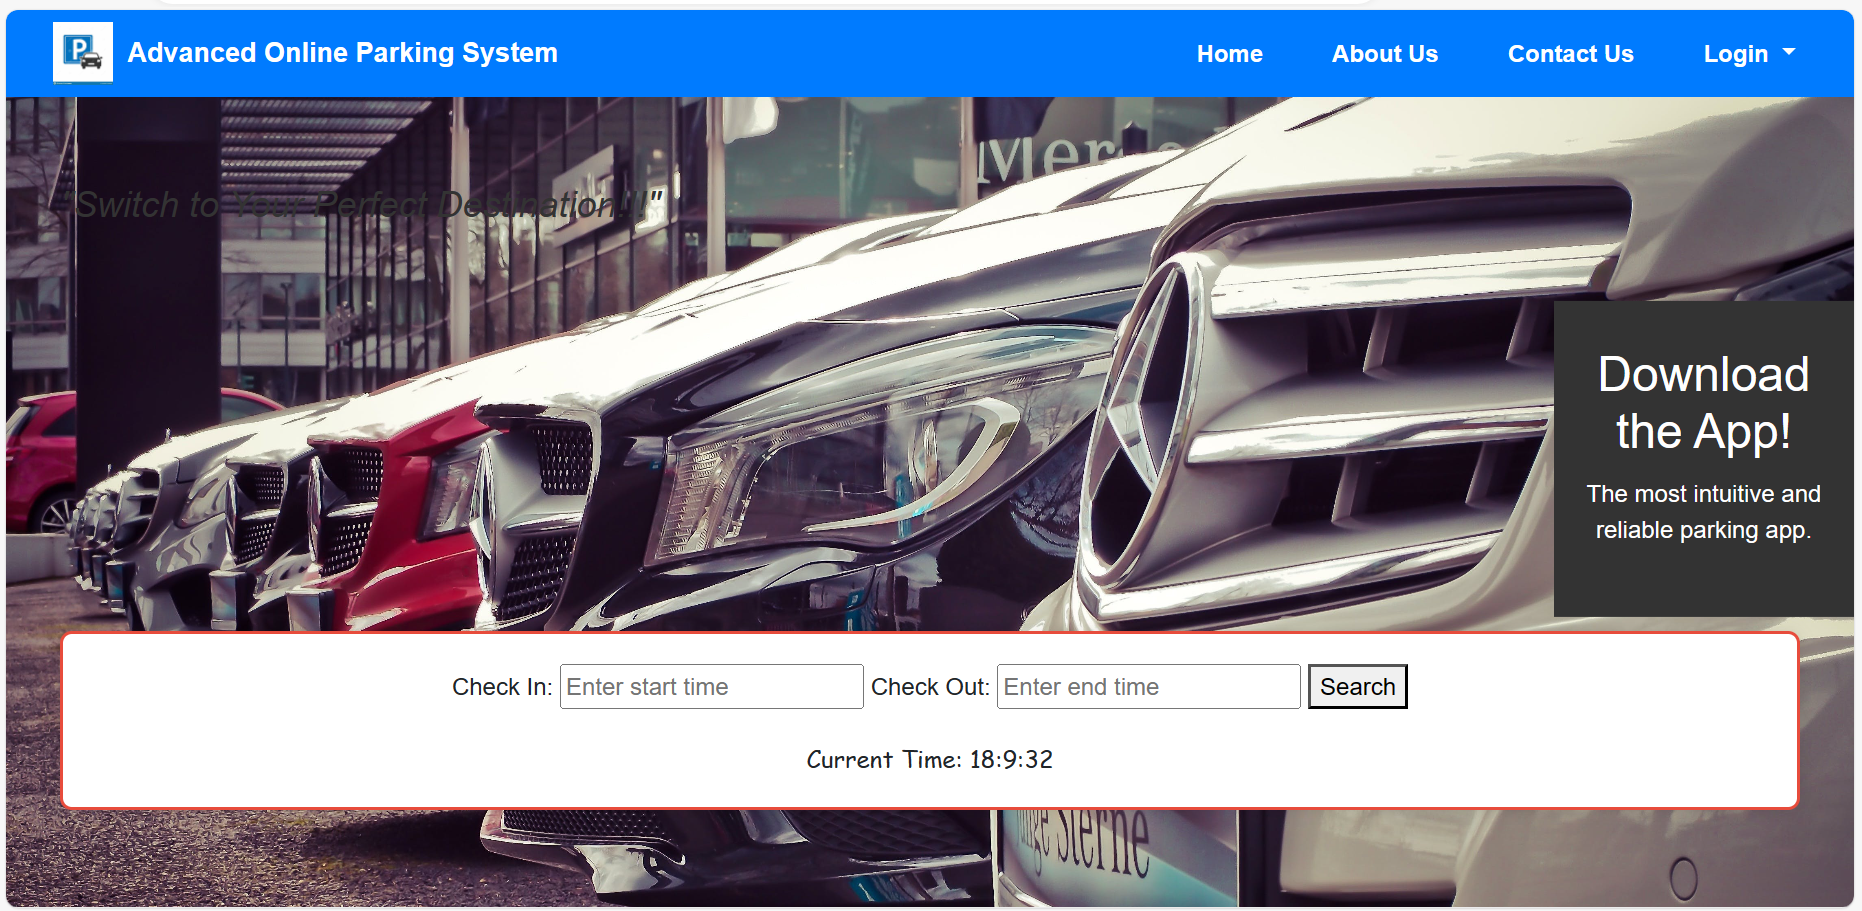 P
Advanced Online Parking System
Home
About Us
Contact Us
Login
Switch to Your Perfect Destination!!!"
Download
the App!
The most intuitive and
reliable parking app.
Check In: Enter start time Check Out: Enter end time Search
Current Time: 18:9:32
Sterne